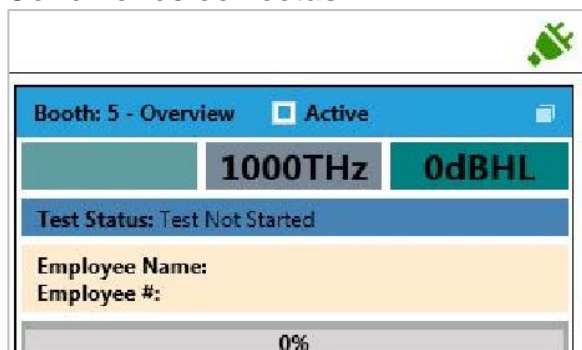 Booth: 5 - Overview Active
1000THz 0dBHL
Test Status: Test Not Started
Employee Name:
Employee #:
0%